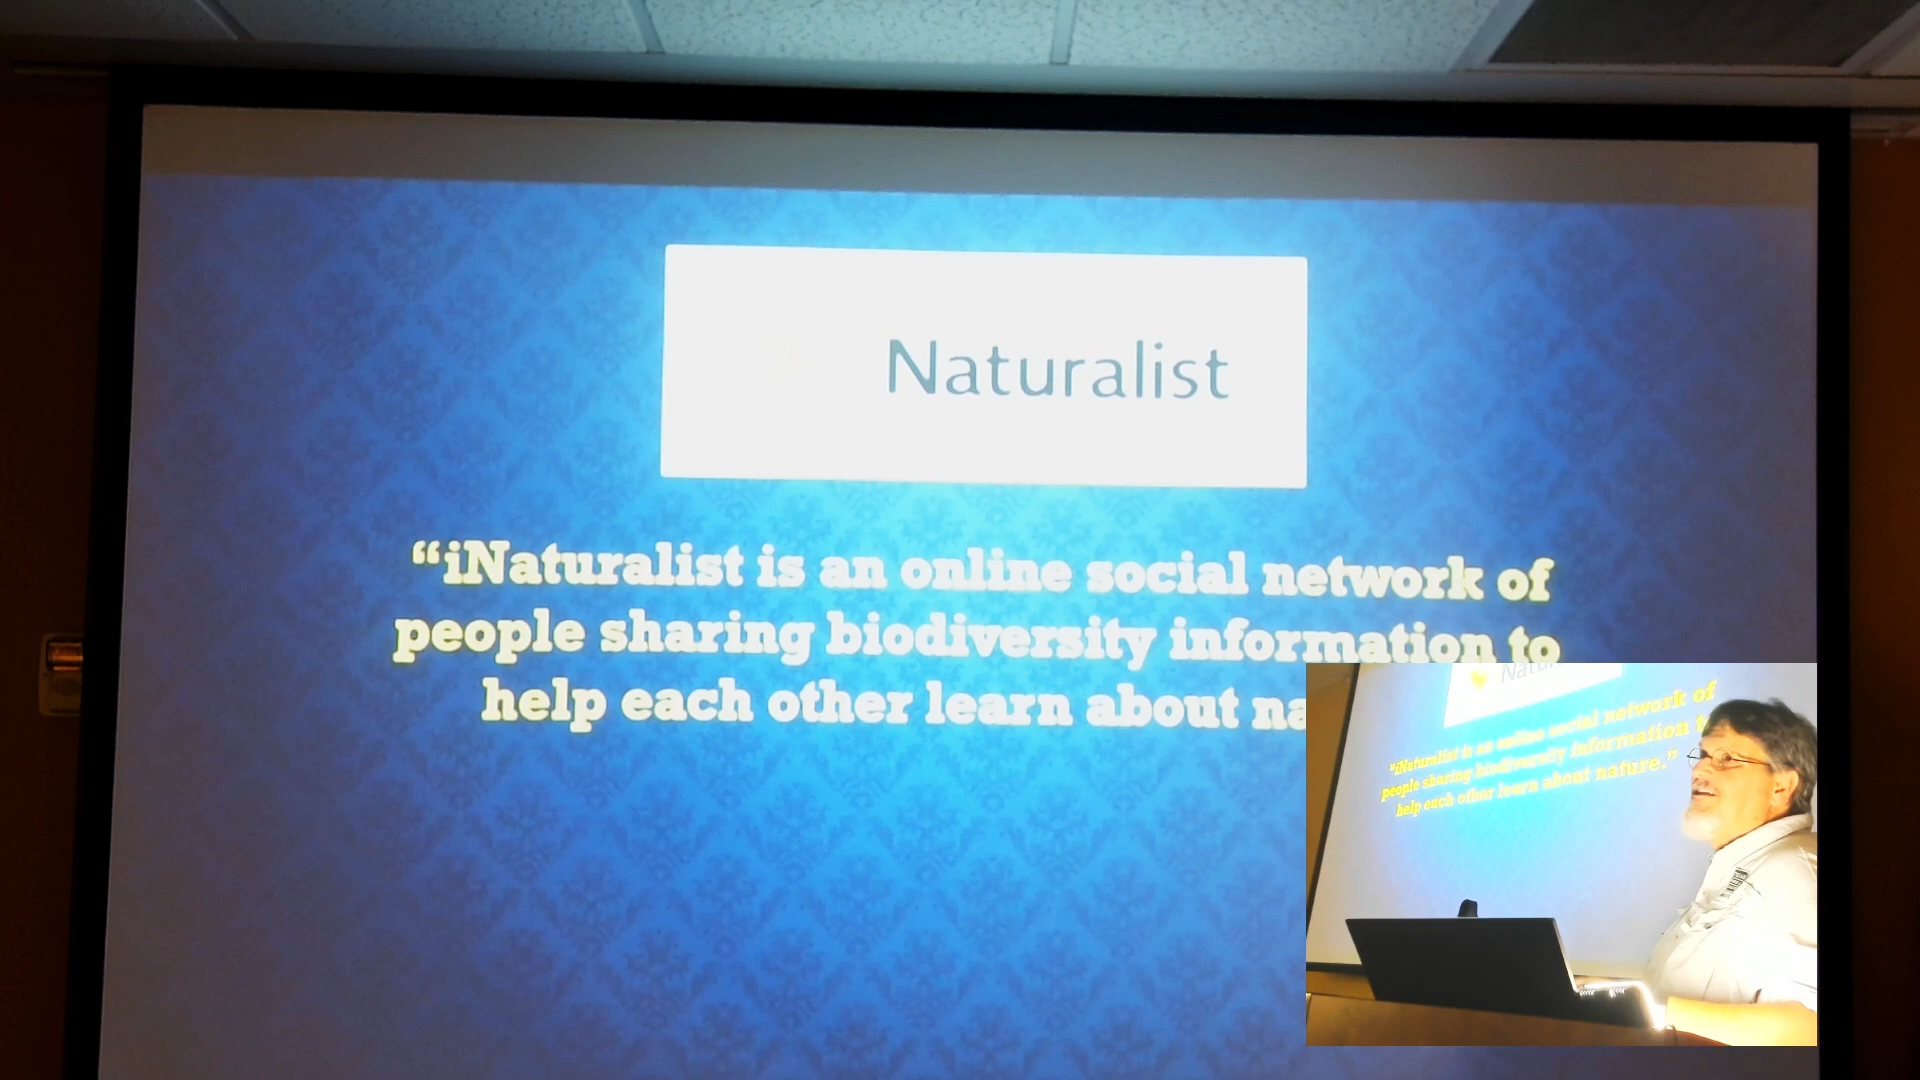 Naturalist
“iNaturalist is an online social network of
people sharing biodiversity information to
help each other learn about na
Natu
“iNaturalist is an online social network of
people sharing biodiversity information t
help each other learn about nature.”